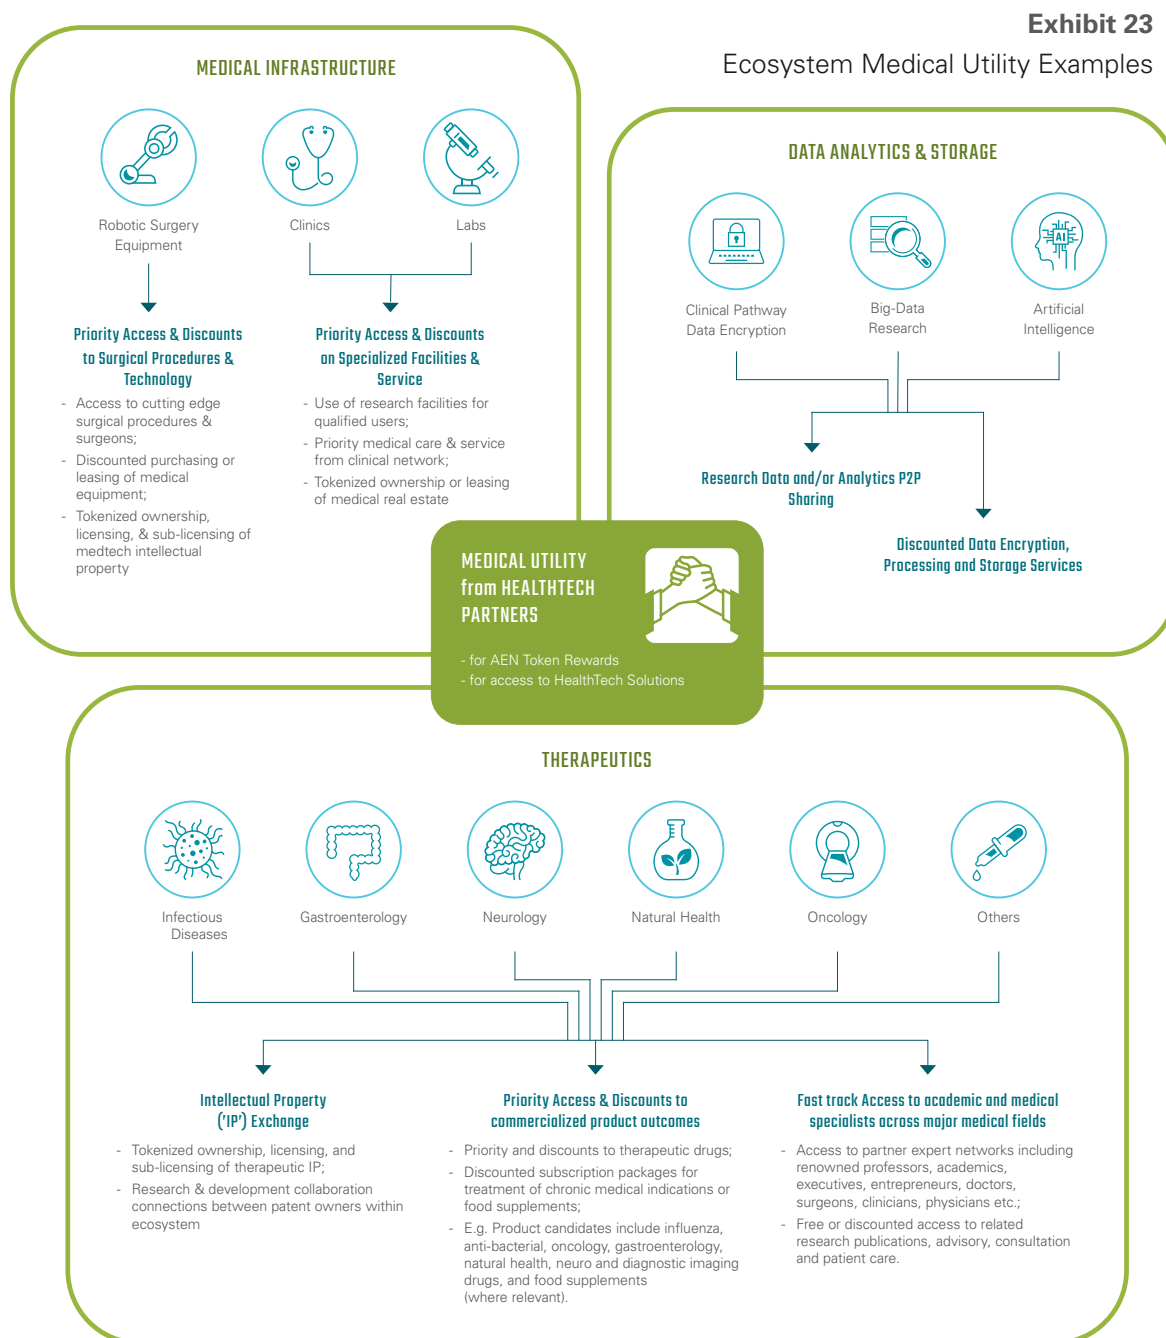 Exhibit 23
Ecosystem Medical Utility Examples
MEDICAL INFRASTRUCTURE
Robotic Surgery
Equipment
Clinics
Labs
Priority Access & Discounts
to Surgical Procedures &
Technology
- Access to cutting edge
surgical procedures &
surgeons;
- Discounted purchasing or
leasing of medical
equipment;
- Tokenized ownership,
licensing, & sub-licensing of
medtech intellectual
property
Priority Access & Discounts
on Specialized Facilities &
Service
- Use of research facilities for
qualified users;
- Priority medical care & service
from clinical network;
- Tokenized ownership or leasing
of medical real estate
DATA ANALYTICS & STORAGE
AI
Clinical Pathway
Data Encryption
Big-Data
Research
Artificial
Intelligence
Research Data and/or Analytics P2P
Sharing
Discounted Data Encryption,
Processing and Storage Services
MEDICAL UTILITY
from HEALTHTECH
PARTNERS
- for AEN Token Rewards
- for access to HealthTech Solutions
THERAPEUTICS
Infectious
Diseases
Gastroenterology
Neurology
Natural Health
Oncology
Others
Intellectual Property
('IP') Exchange
- Tokenized ownership, licensing, and
sub-licensing of therapeutic IP;
- Research & development collaboration
connections between patent owners within
ecosystem
Priority Access & Discounts to
commercialized product outcomes
- Priority and discounts to therapeutic drugs;
- Discounted subscription packages for
treatment of chronic medical indications or
food supplements;
- E.g. Product candidates include influenza,
anti-bacterial, oncology, gastroenterology,
natural health, neuro and diagnostic imaging
drugs, and food supplements
(where relevant).
Fast track Access to academic and medical
specialists across major medical fields
- Access to partner expert networks including
renowned professors, academics,
executives, entrepreneurs, doctors,
surgeons, clinicians, physicians etc.;
- Free or discounted access to related
research publications, advisory, consultation
and patient care.